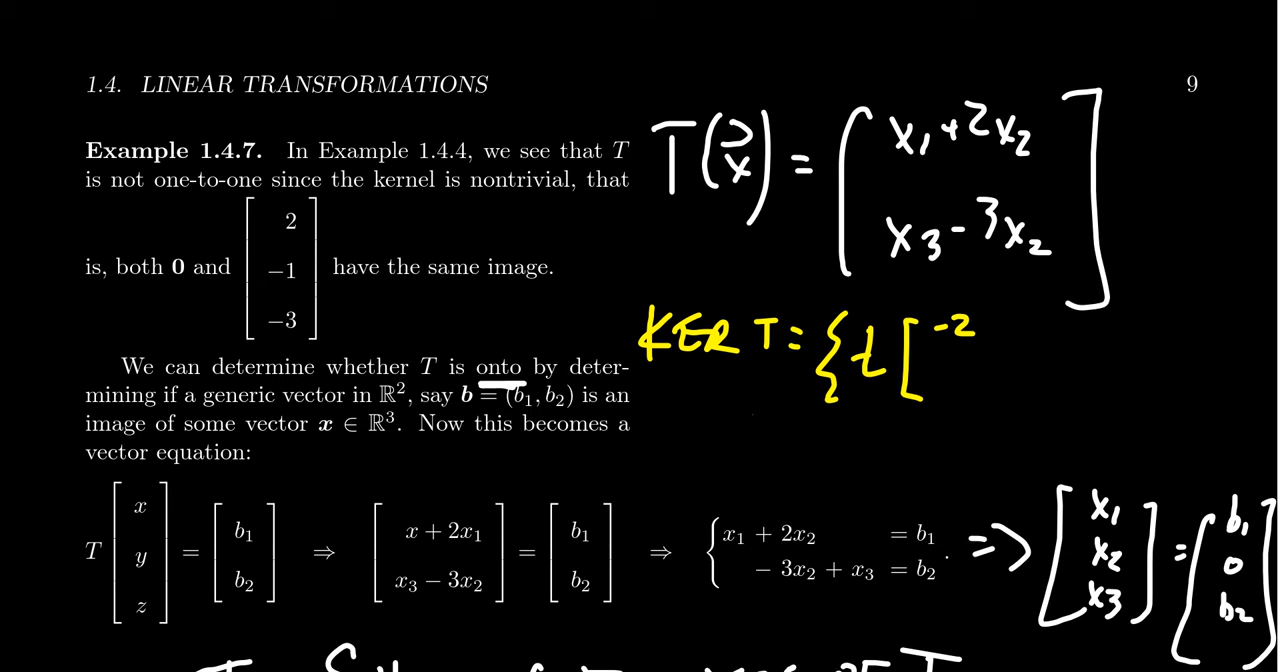 1.4. LINEAR TRANSFORMATIONS 9
Example 1.4.7. In Example 1.4.4, we see that T
is not one-to-one since the kernel is nontrivial, that
is, both 0 and [ 2 −1 −3 ] have the same image.
T(x⃗) = [ x₁+2x₂
x₃-3x₂ ]
KER T = { t [ -2
We can determine whether T is onto by deter-
mining if a generic vector in ℝ², say b = (b₁, b₂) is an
image of some vector x ∈ ℝ³. Now this becomes a
vector equation:
T [ x y z ] = [ b₁ b₂ ] ⇒ [ x + 2x₁ x₃ − 3x₂ ] = [ b₁ b₂ ] ⇒ { x₁ + 2x₂ = b₁ − 3x₂ + x₃ = b₂ . => [ x₁ x₂ x₃ ] = [ b₁ 0 b₂ ]